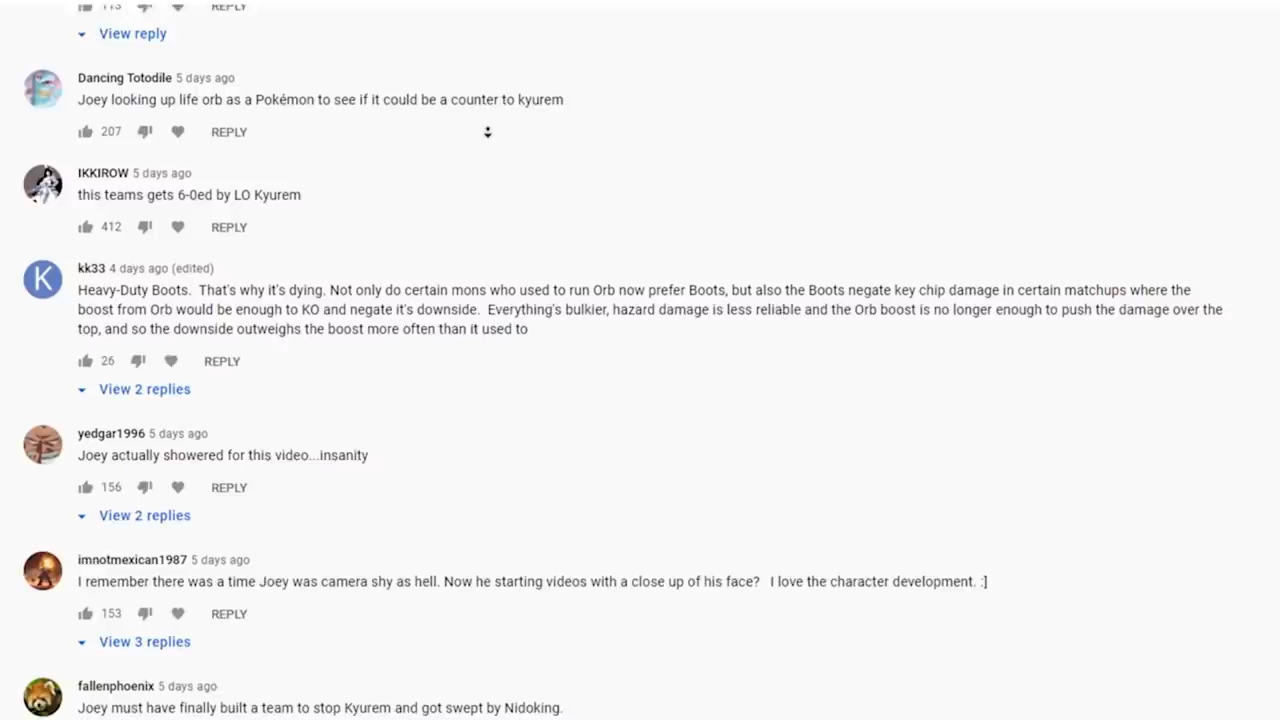 113 REPLY
View reply
Dancing Totodile 5 days ago
Joey looking up life orb as a Pokémon to see if it could be a counter to kyurem
207 REPLY
IKKIROW 5 days ago
this teams gets 6-0ed by LO Kyurem
412 REPLY
K
kk33 4 days ago (edited)
Heavy-Duty Boots. That's why it's dying. Not only do certain mons who used to run Orb now prefer Boots, but also the Boots negate key chip damage in certain matchups where the
boost from Orb would be enough to KO and negate it's downside. Everything's bulkier, hazard damage is less reliable and the Orb boost is no longer enough to push the damage over the
top, and so the downside outweighs the boost more often than it used to
26 REPLY
View 2 replies
yedgar1996 5 days ago
Joey actually showered for this video...insanity
156 REPLY
View 2 replies
imnotmexican1987 5 days ago
I remember there was a time Joey was camera shy as hell. Now he starting videos with a close up of his face? I love the character development. :]
153 REPLY
View 3 replies
fallenphoenix 5 days ago
Joey must have finally built a team to stop Kyurem and got swept by Nidoking.